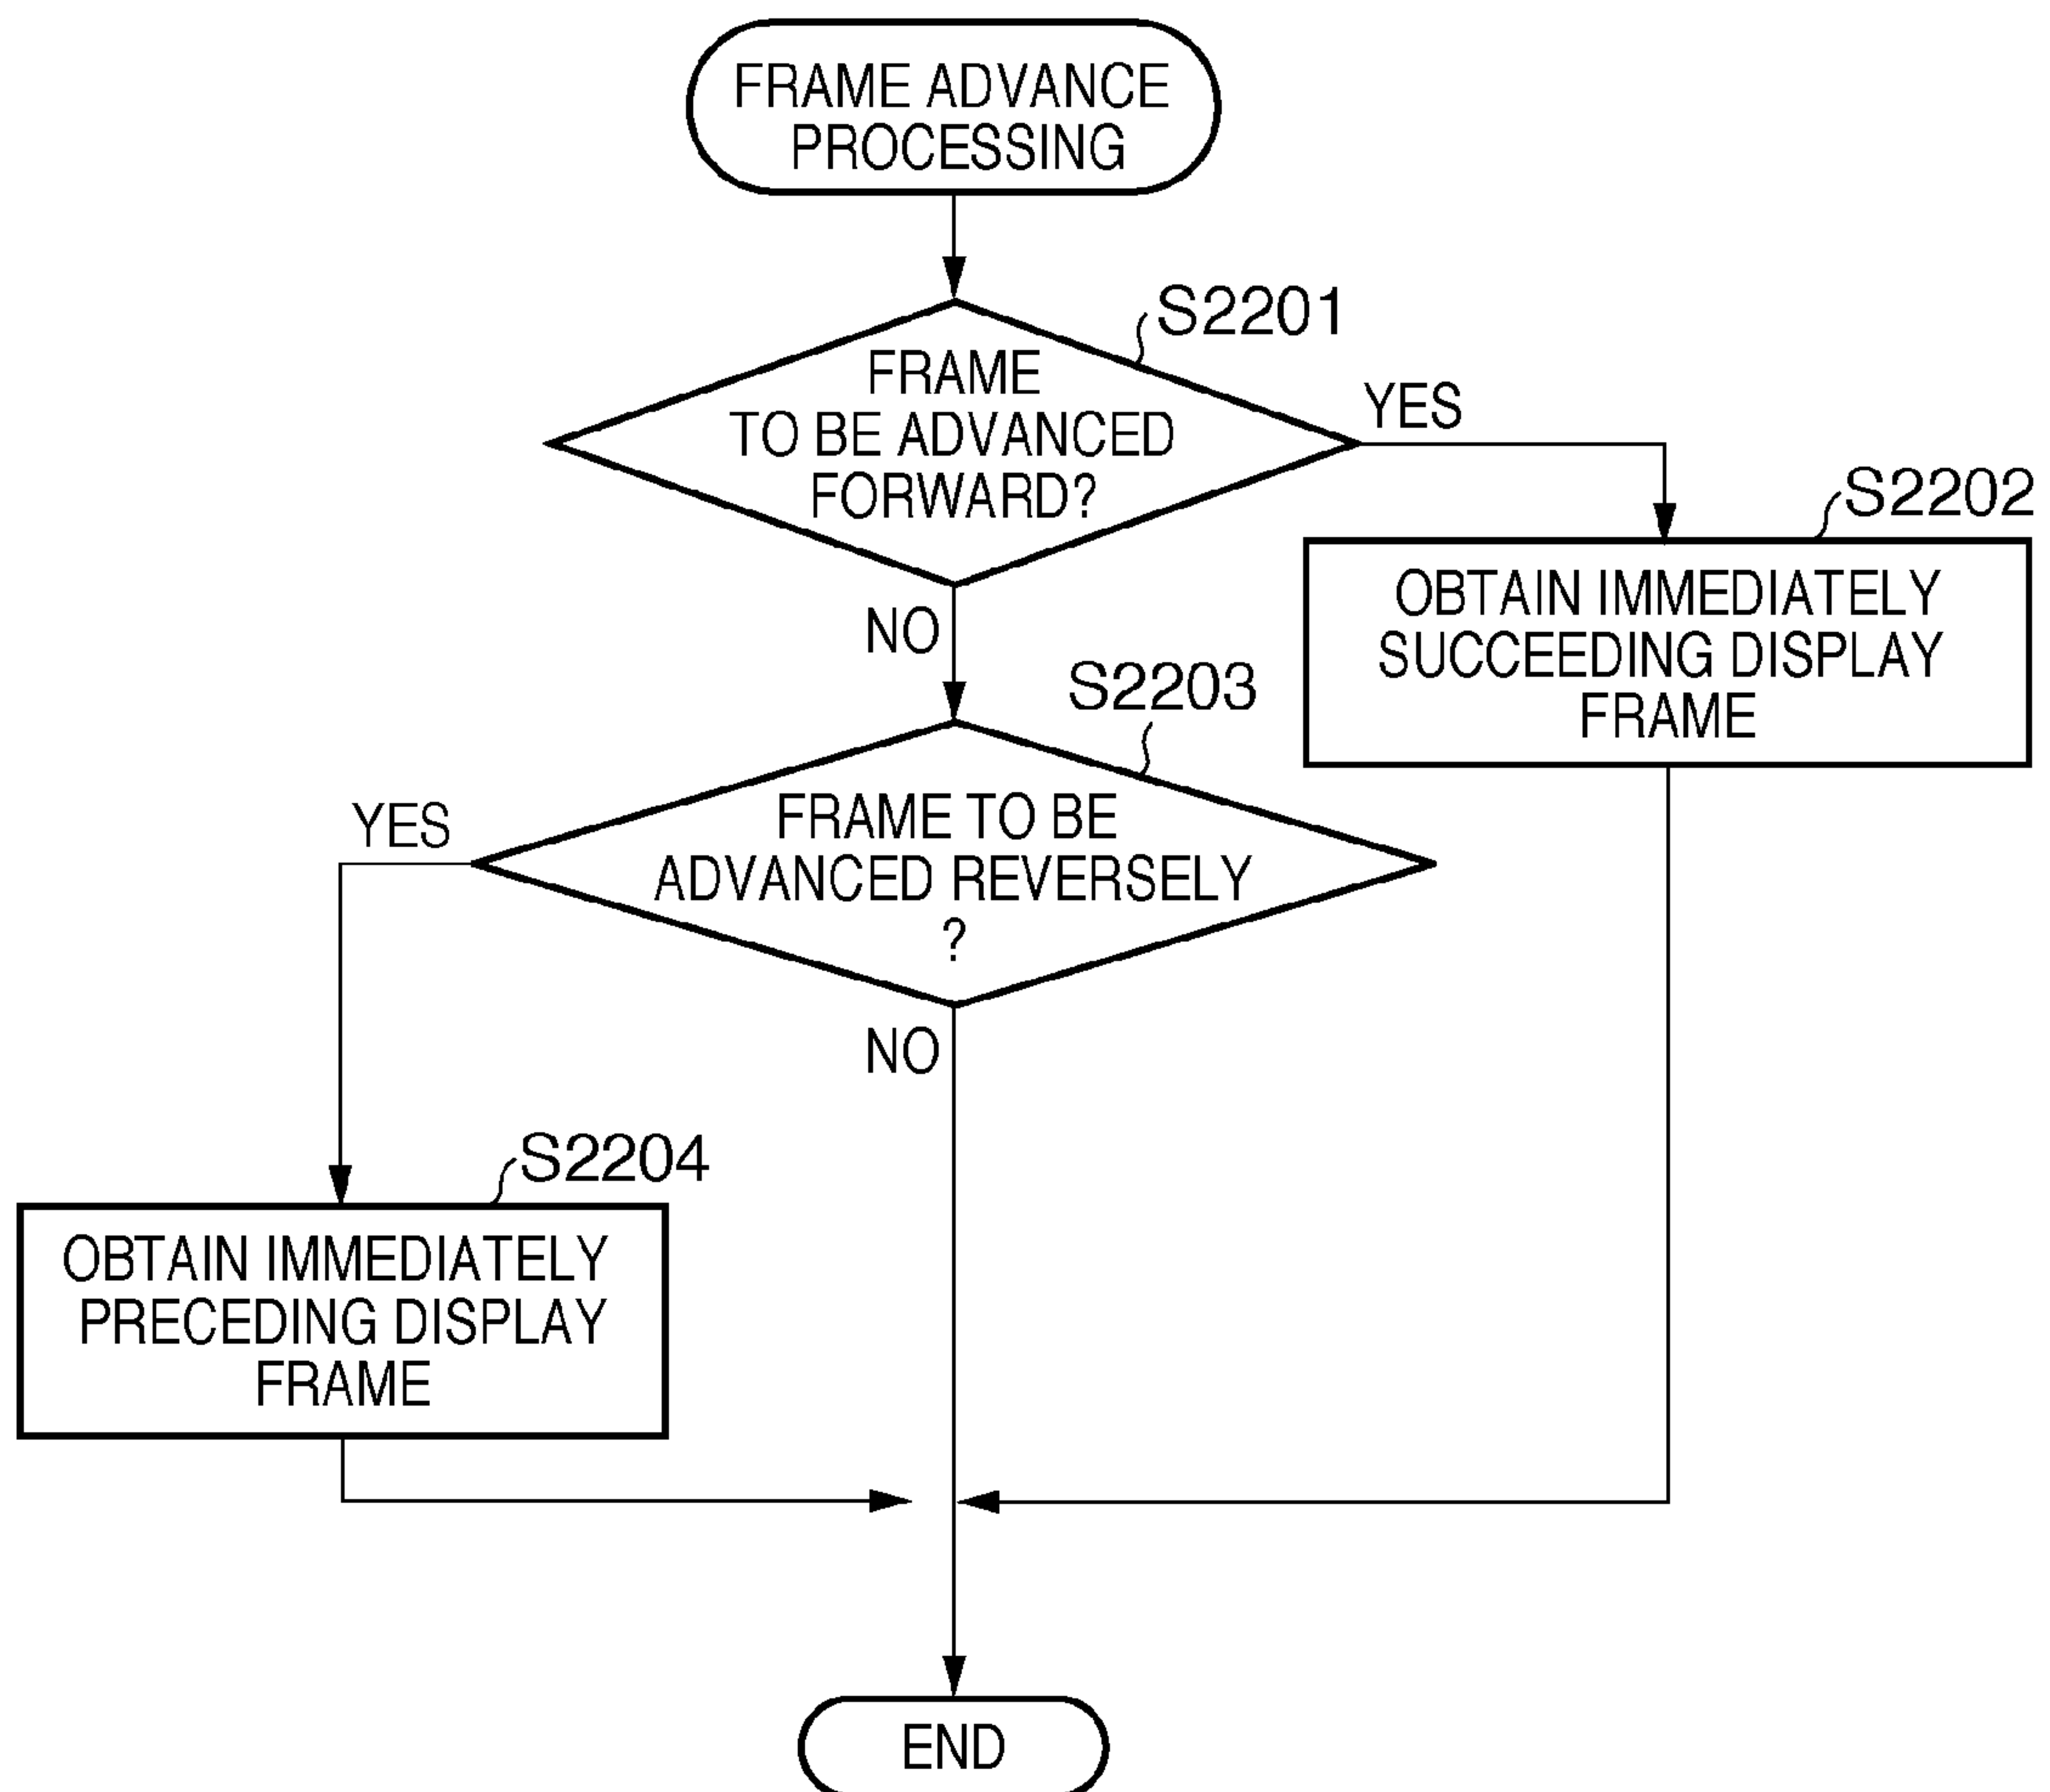 FRAME ADVANCE
PROCESSING
S2201
FRAME
TO BE ADVANCED
FORWARD?
YES
S2202
OBTAIN IMMEDIATELY
SUCCEEDING DISPLAY
FRAME
NO
S2203
FRAME TO BE
ADVANCED REVERSELY
?
YES
NO
S2204
OBTAIN IMMEDIATELY
PRECEDING DISPLAY
FRAME
END